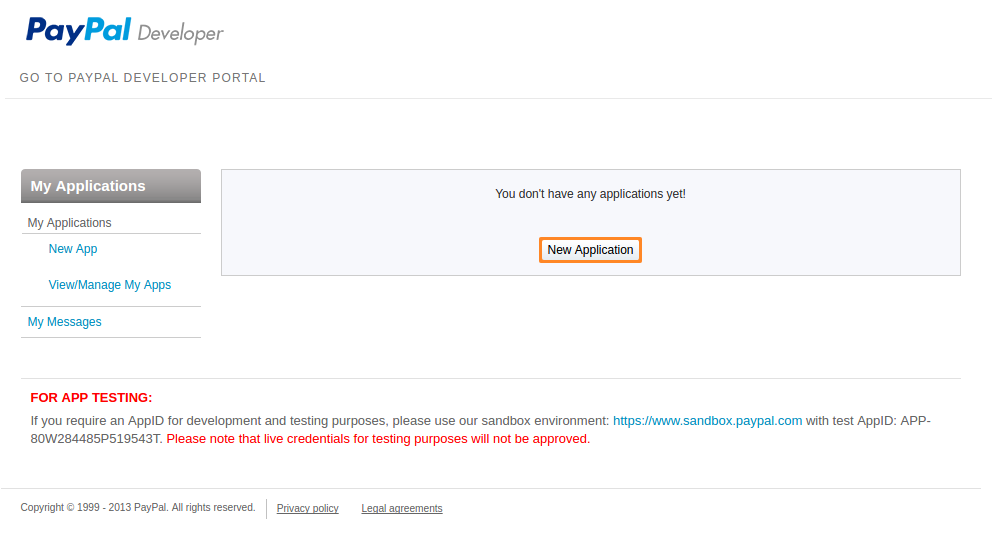 PayPal Developer
GO TO PAYPAL DEVELOPER PORTAL
My Applications
My Applications
New App
View/Manage My Apps
My Messages
You don't have any applications yet!
New Application
FOR APP TESTING:
If you require an AppID for development and testing purposes, please use our sandbox environment: https://www.sandbox.paypal.com with test AppID: APP-
80W284485P519543T. Please note that live credentials for testing purposes will not be approved.
Copyright © 1999 - 2013 PayPal. All rights reserved. Privacy policy Legal agreements